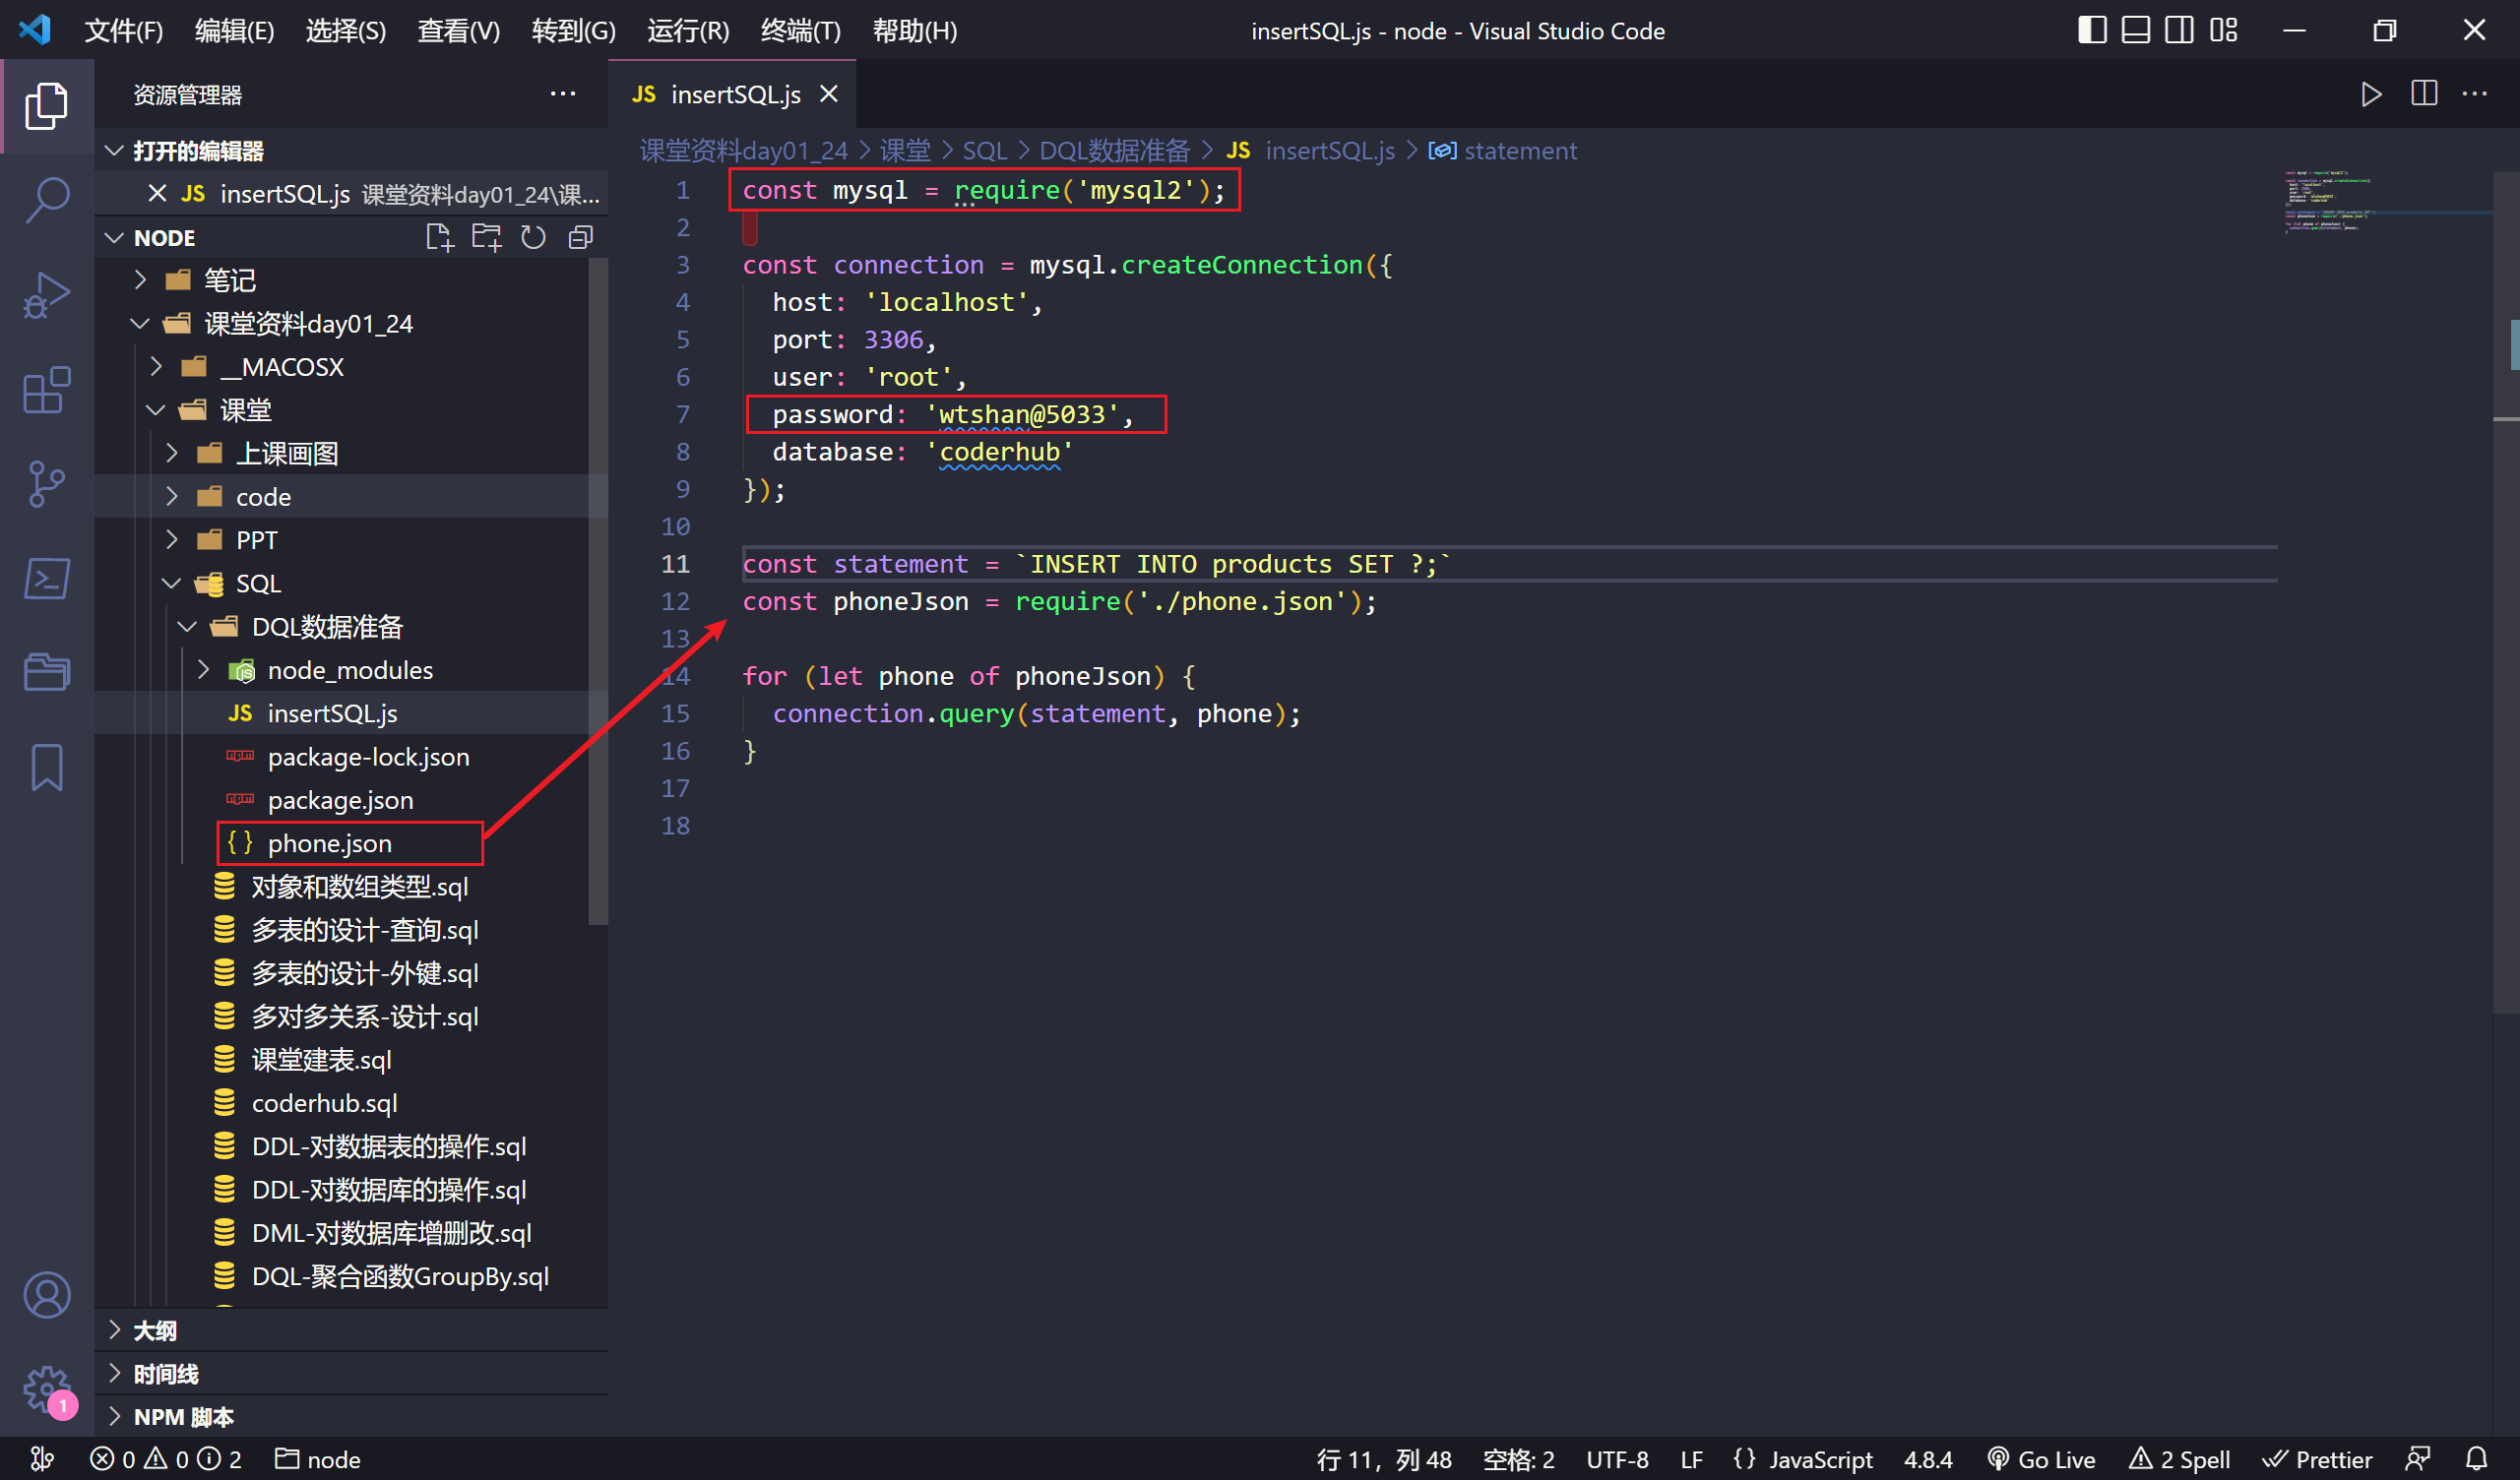 文件(F) 编辑(E) 选择(S) 查看(V) 转到(G) 运行(R) 终端(T) 帮助(H) insertSQL.js - node - Visual Studio Code
资源管理器 ···
打开的编辑器
JS insertSQL.js 课堂资料day01_24\课...
NODE
笔记
课堂资料day01_24
__MACOSX
课堂
上课画图
code
PPT
SQL
DQL数据准备
node_modules
JS insertSQL.js
package-lock.json
package.json
{ } phone.json
对象和数组类型.sql
多表的设计-查询.sql
多表的设计-外键.sql
多对多关系-设计.sql
课堂建表.sql
coderhub.sql
DDL-对数据表的操作.sql
DDL-对数据库的操作.sql
DML-对数据库增删改.sql
DQL-聚合函数GroupBy.sql
大纲
时间线
NPM 脚本
1
JS insertSQL.js
课堂资料day01_24 > 课堂 > SQL > DQL数据准备 > JS insertSQL.js > statement
1 const mysql = require('mysql2');
2
3 const connection = mysql.createConnection({
4 host: 'localhost',
5 port: 3306,
6 user: 'root',
7 password: 'wtshan@5033',
8 database: 'coderhub'
9 });
10
11 const statement = `INSERT INTO products SET ?;`
12 const phoneJson = require('./phone.json');
13
14 for (let phone of phoneJson) {
15 connection.query(statement, phone);
16 }
17
18
0 0 2 node 行 11，列 48 空格: 2 UTF-8 LF { } JavaScript 4.8.4 Go Live 2 Spell Prettier